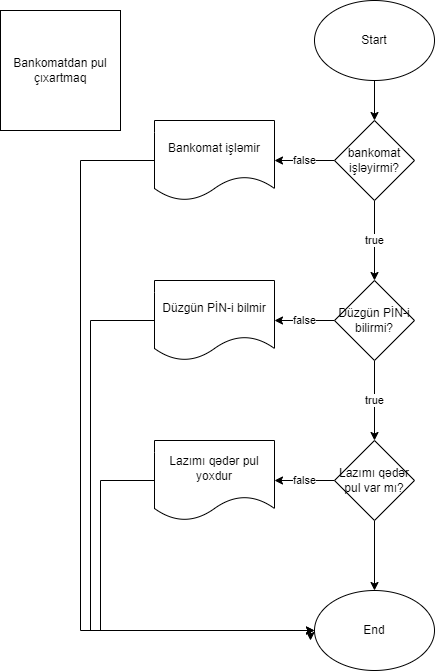 Bankomatdan pul
çıxartmaq
Start
Bankomat işləmir
false
bankomat
işləyirmi?
true
Düzgün PİN-i bilmir
false
Düzgün PİN-i
bilirmi?
true
Lazımı qədər pul
yoxdur
false
Lazımı qədər
pul var mı?
End